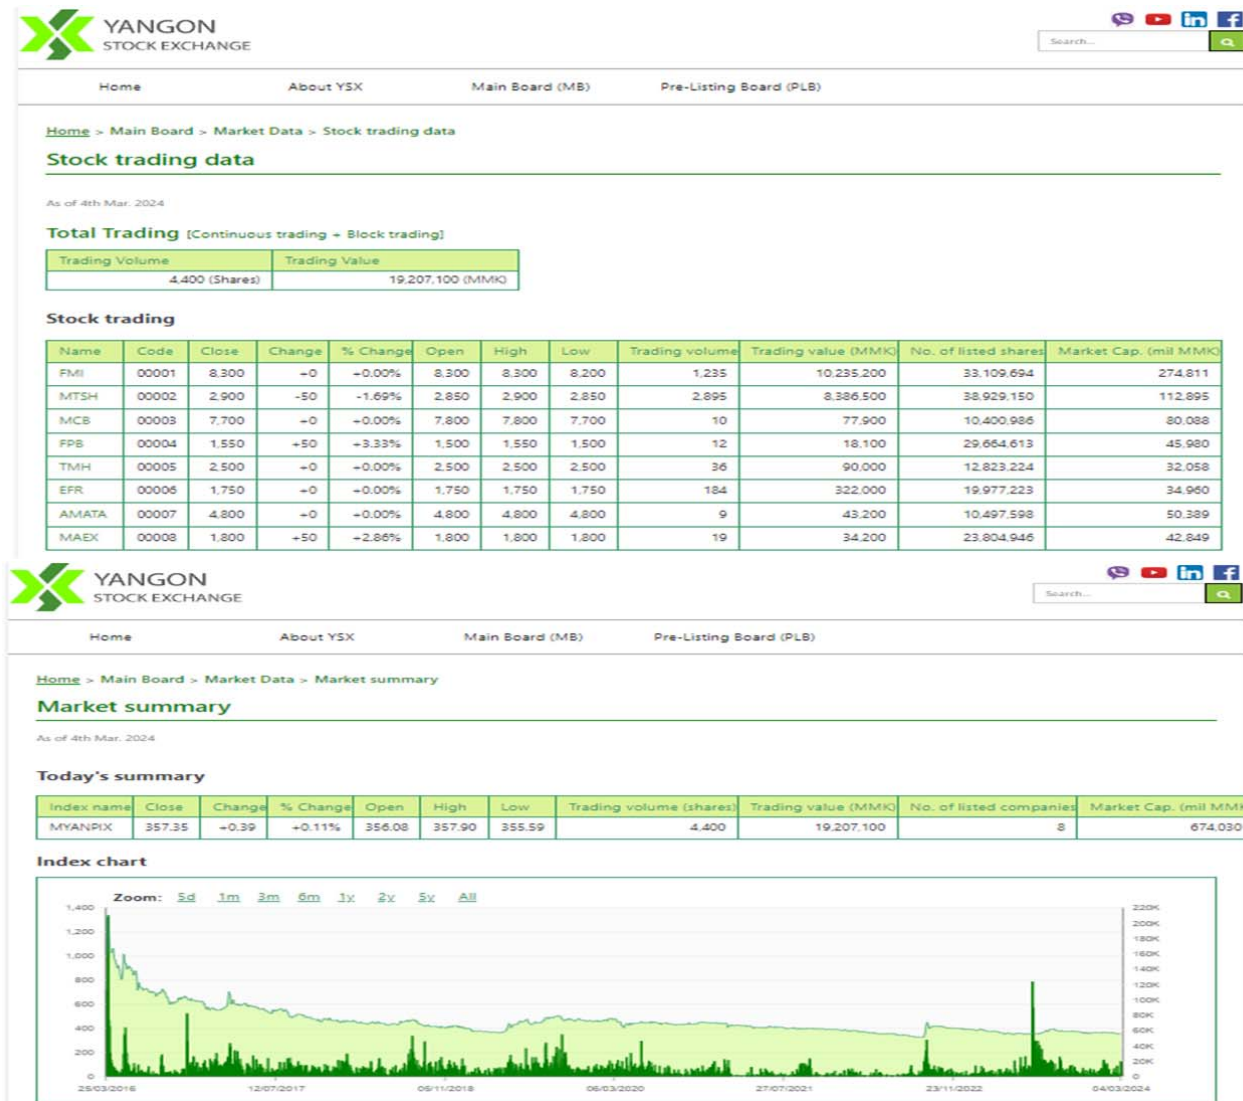 YANGON
STOCK EXCHANGE
Search...
Home About YSX Main Board (MB) Pre-Listing Board (PLB)
Home > Main Board > Market Data > Stock trading data
Stock trading data
As of 4th Mar. 2024
Total Trading [Continuous trading + Block trading]
Trading Volume Trading Value
4,400 (Shares) 19,207,100 (MMK)
Stock trading
Name Code Close Change % Change Open High Low Trading volume Trading value (MMK) No. of listed shares Market Cap. (mil MMK)
FMI 00001 8,300 +0 +0.00% 8,300 8,300 8,200 1,235 10,235,200 33,109,694 274,811
MTSH 00002 2,900 -50 -1.69% 2,850 2,900 2,850 2,895 8,386,500 38,929,150 112,895
MCB 00003 7,700 +0 +0.00% 7,800 7,800 7,700 10 77,900 10,400,986 80,088
FPB 00004 1,550 +50 +3.33% 1,500 1,550 1,500 12 18,100 29,664,613 45,980
TMH 00005 2,500 +0 +0.00% 2,500 2,500 2,500 36 90,000 12,823,224 32,058
EFR 00006 1,750 +0 +0.00% 1,750 1,750 1,750 184 322,000 19,977,223 34,960
AMATA 00007 4,800 +0 +0.00% 4,800 4,800 4,800 9 43,200 10,497,598 50,389
MAEX 00008 1,800 +50 +2.86% 1,800 1,800 1,800 19 34,200 23,804,946 42,849
YANGON
STOCK EXCHANGE
Search...
Home About YSX Main Board (MB) Pre-Listing Board (PLB)
Home > Main Board > Market Data > Market summary
Market summary
As of 4th Mar. 2024
Today's summary
Index name Close Change % Change Open High Low Trading volume (shares) Trading value (MMK) No. of listed companies Market Cap. (mil MMK
MYANPIX 357.35 +0.39 +0.11% 356.08 357.90 355.59 4,400 19,207,100 8 674,030
Index chart
Zoom: 5d 1m 3m 6m 1y 2y 5y All
1,400 220K
1,200 200K
180K
1,000 160K
800 140K
120K
600 100K
80K
400 60K
200 40K
20K
0 0
25/03/2016 12/07/2017 05/11/2018 06/03/2020 27/07/2021 23/11/2022 04/03/2024